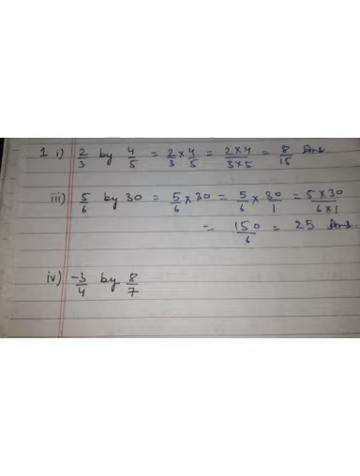 1 i) 2/3 by 4/5 = 2/3 × 4/5 = 2×4/3×5 = 8/15 Ans
iii) 5/6 by 30 = 5/6 × 30 = 5/6 × 30/1 = 5×30/6×1
= 150/6 = 25 Ans
iv) -3/4 by 8/7